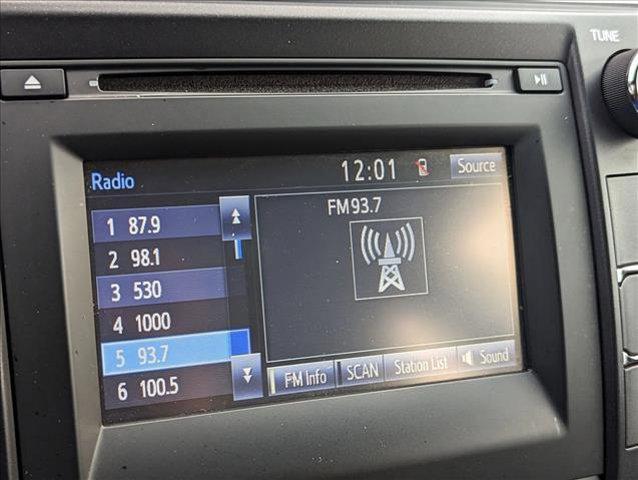 TUNE
Radio
12:01
Source
FM93.7
1 87.9
2 98.1
3 530
4 1000
5 93.7
6 100.5
FM Info
SCAN
Station List
Sound